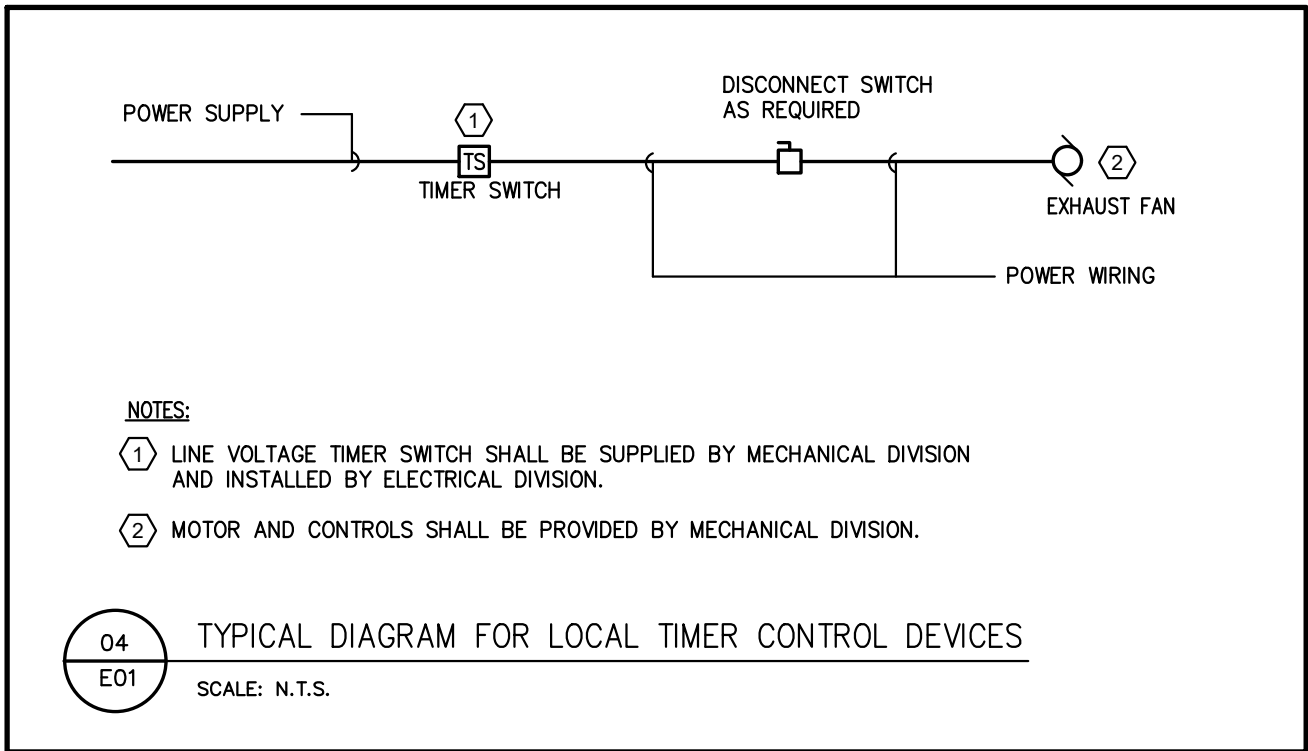 DISCONNECT SWITCH
AS REQUIRED
POWER SUPPLY
1
TS
TIMER SWITCH
2
EXHAUST FAN
POWER WIRING
NOTES:
1 LINE VOLTAGE TIMER SWITCH SHALL BE SUPPLIED BY MECHANICAL DIVISION
AND INSTALLED BY ELECTRICAL DIVISION.
2 MOTOR AND CONTROLS SHALL BE PROVIDED BY MECHANICAL DIVISION.
04
E01
TYPICAL DIAGRAM FOR LOCAL TIMER CONTROL DEVICES
SCALE: N.T.S.